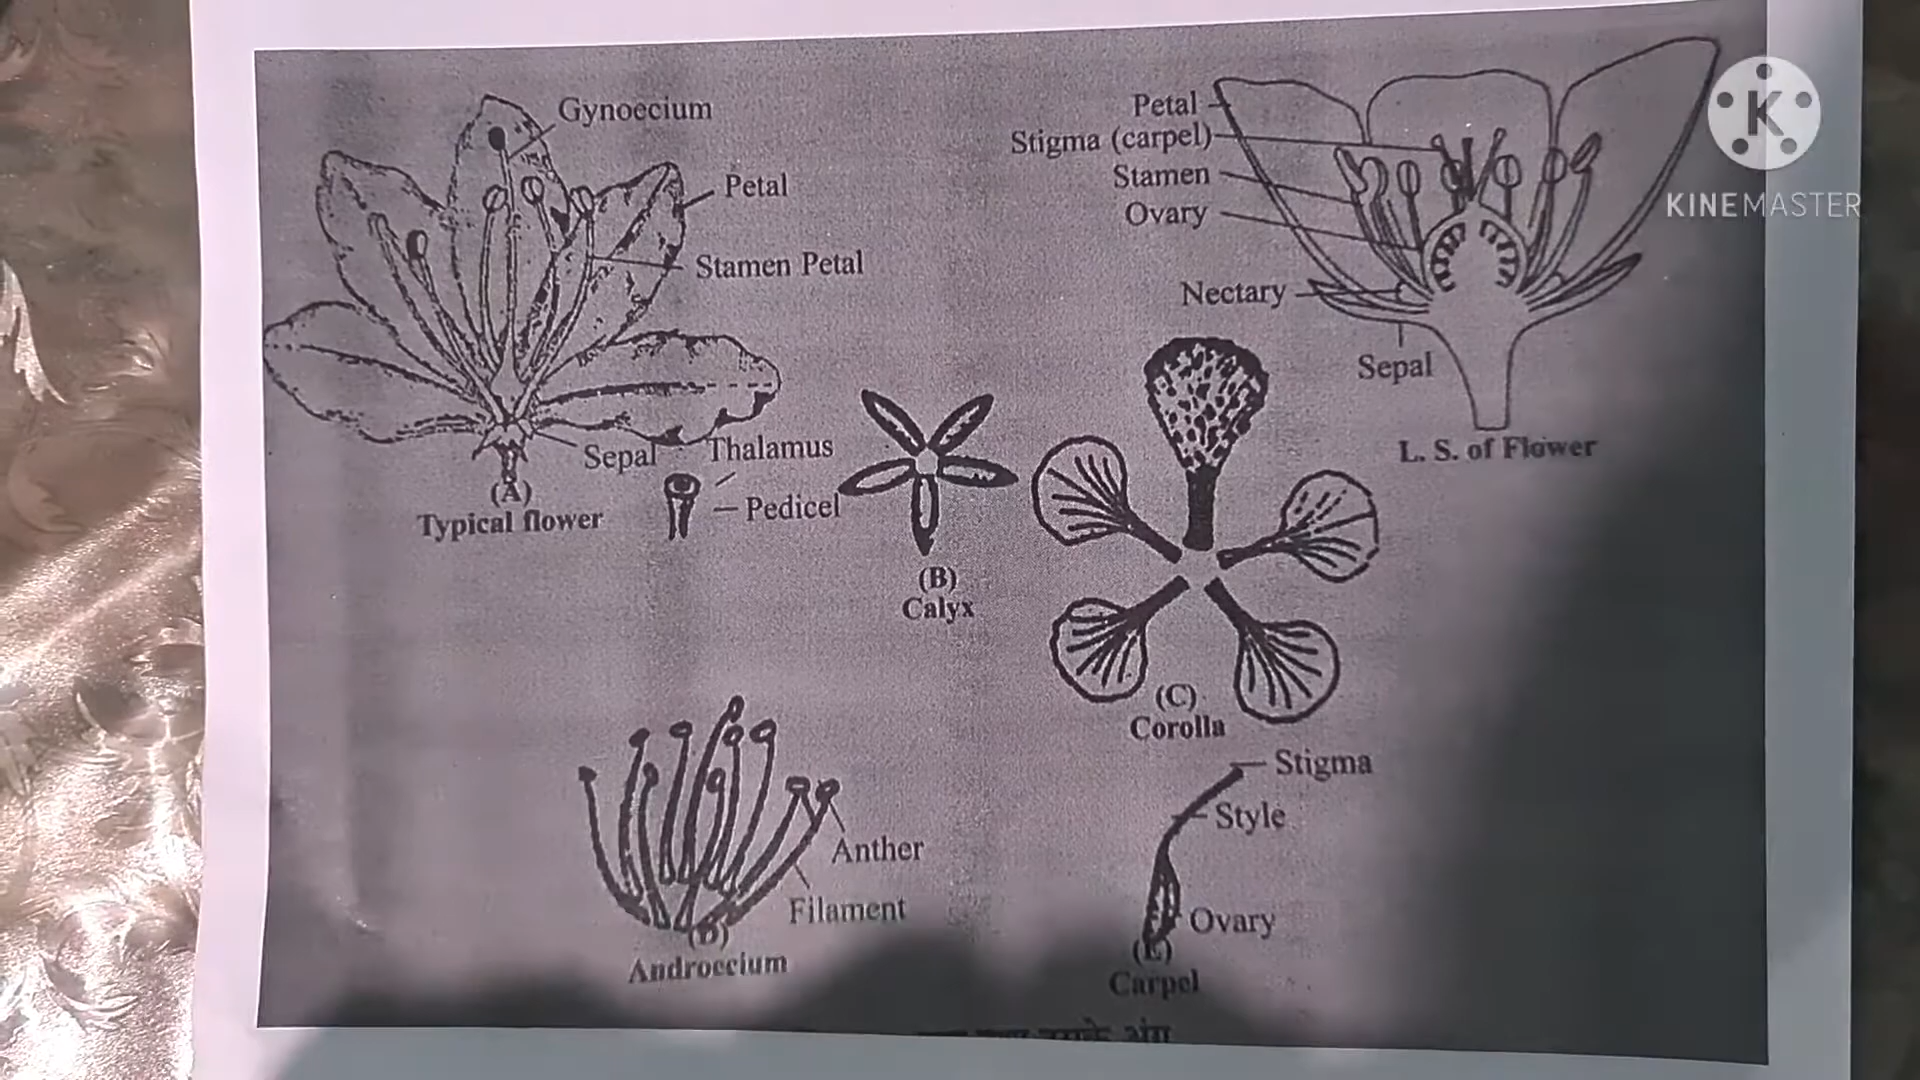 Gynoecium
Petal
Stamen Petal
Sepal
Thalamus
Pedicel
(A)
Typical flower
(B)
Calyx
Petal
Stigma (carpel)
Stamen
Ovary
Nectary
Sepal
L. S. of Flower
K
KINEMASTER
(C)
Corolla
Anther
Filament
(D)
Androecium
Stigma
Style
Ovary
(E)
Carpel
उसके अंग